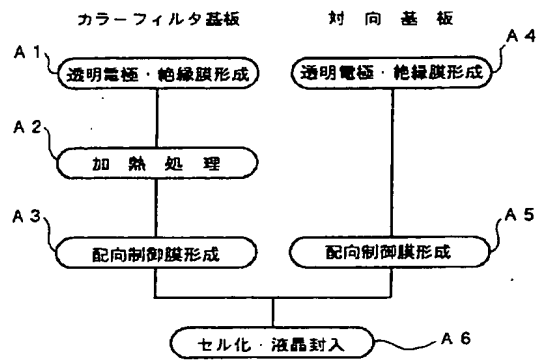 カラーフィルタ基板
対向基板
A1
透明電極・絶縁膜形成
A4
透明電極・絶縁膜形成
A2
加熱処理
A3
配向制御膜形成
A5
配向制御膜形成
セル化・液晶封入
A6